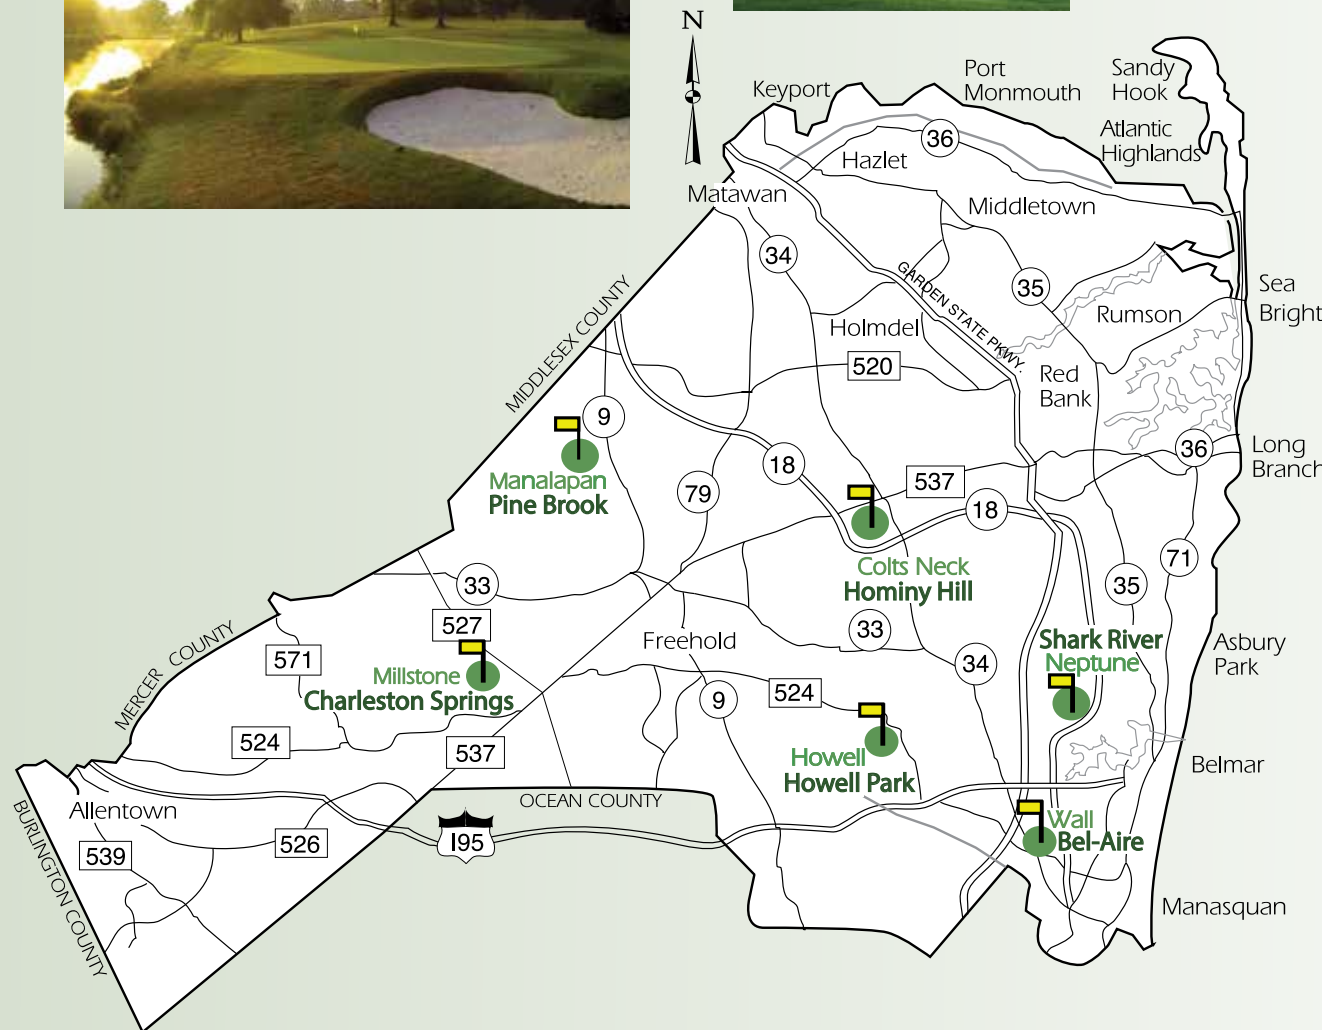 N
Keyport
Port
Monmouth
Sandy
Hook
Atlantic
Highlands
36
Hazlet
Matawan
Middletown
34
GARDEN STATE PKWY.
35
Sea
Bright
Rumson
MIDDLESEX COUNTY
Holmdel
520
Red
Bank
9
Long
Branch
36
Manalapan
Pine Brook
18
79
537
18
71
Colts Neck
Hominy Hill
33
35
527
33
Freehold
Shark River
Neptune
Asbury
Park
MERCER COUNTY
571
34
Millstone
Charleston Springs
9
524
524
537
Howell
Howell Park
Belmar
BURLINGTON COUNTY
Allentown
OCEAN COUNTY
Wall
Bel-Aire
539
526
195
Manasquan